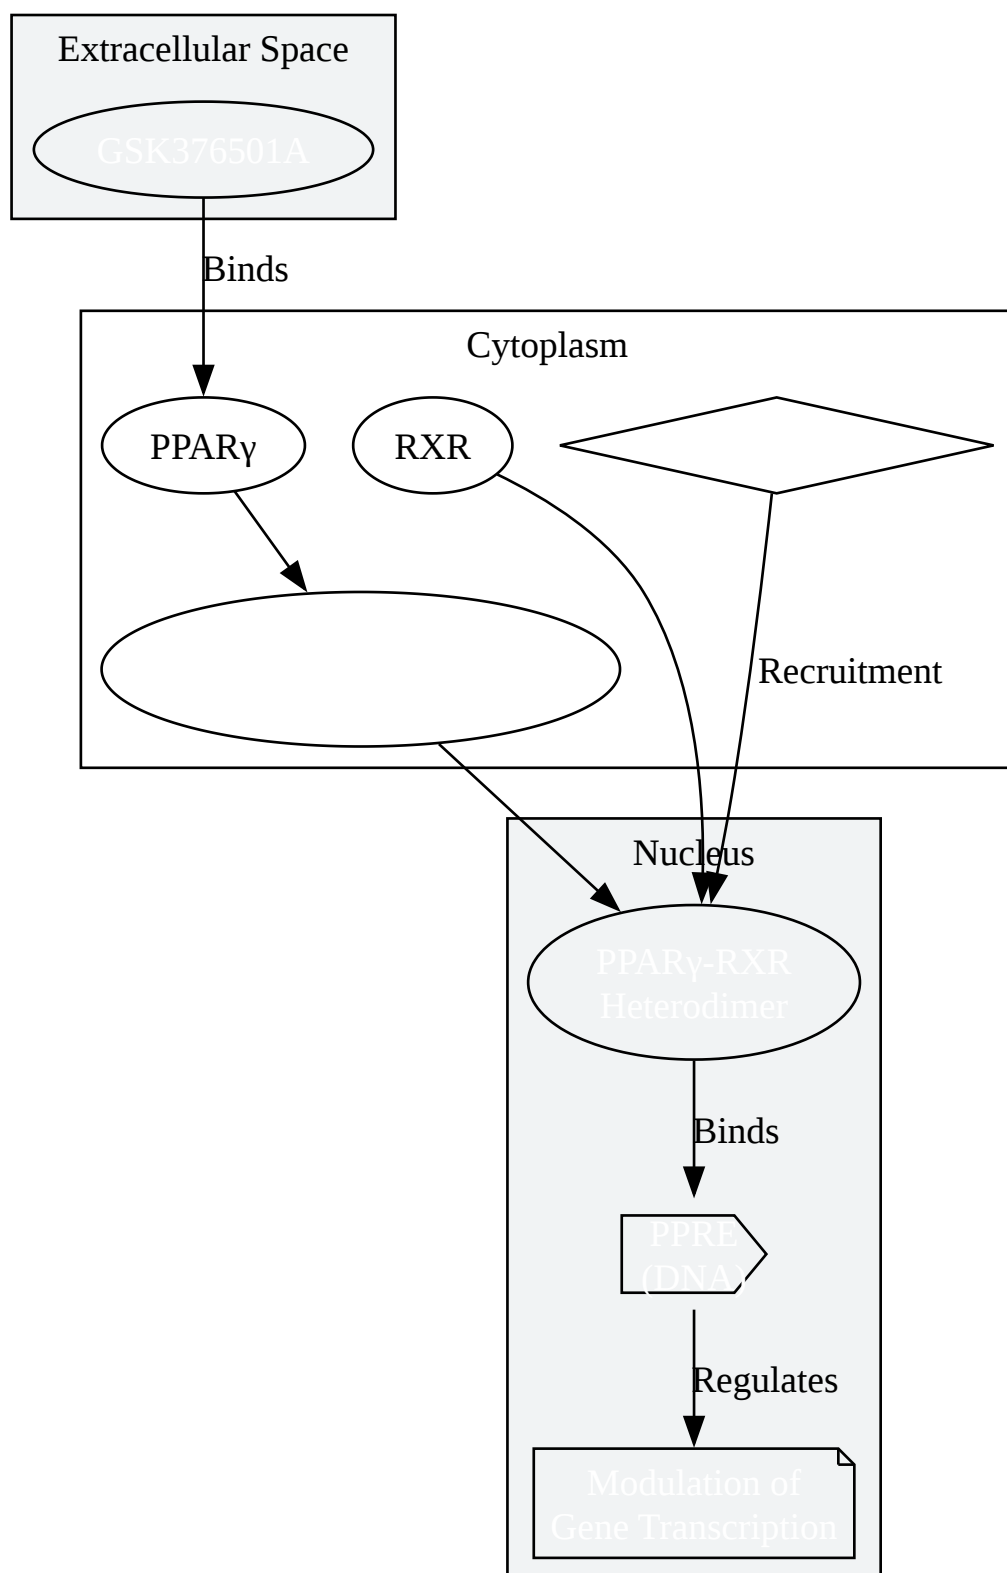 Extracellular Space
GSK376501A
Binds
Cytoplasm
PPARγ
RXR
Recruitment
Nucleus
PPARγ-RXR
Heterodimer
Binds
PPRE
(DNA)
Regulates
Modulation of
Gene Transcription